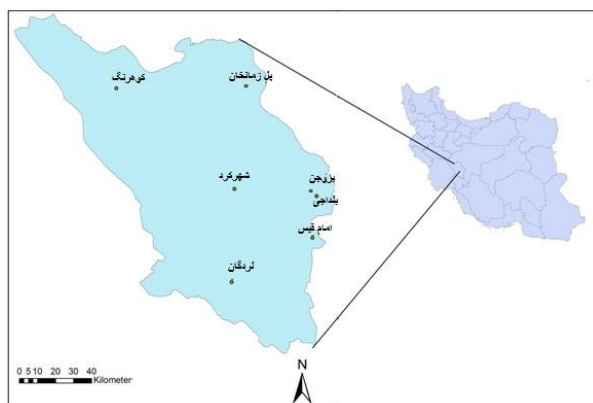 پل زمانخان
کوهرنگ
شهرکرد
بروجن
بلداجی
امام قیس
لردگان
N
0 5 10 20 30 40
Kilometer